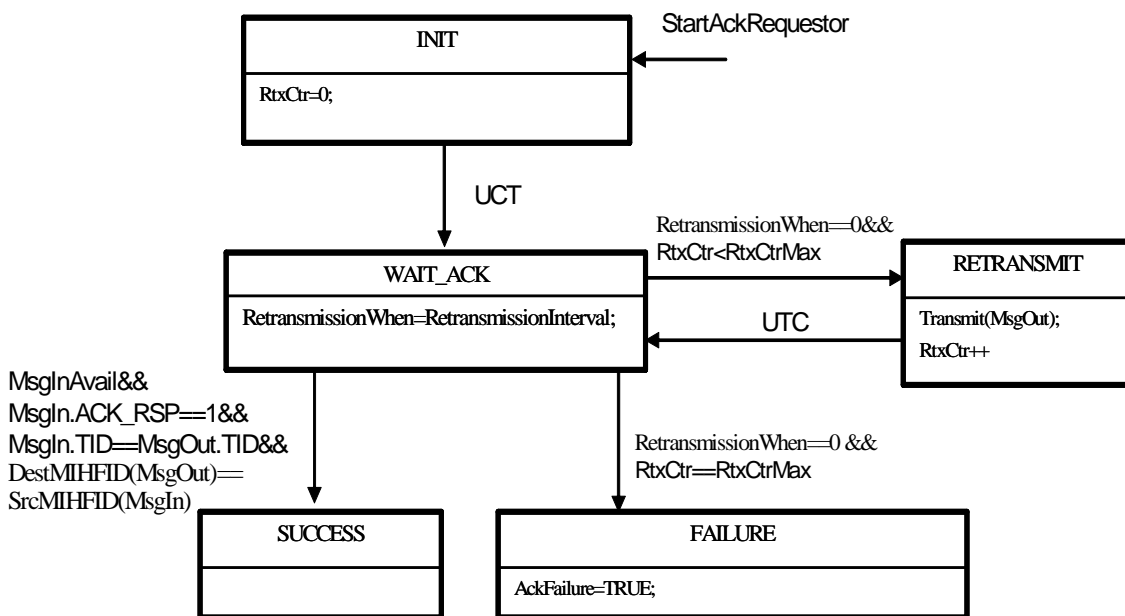 StartAckRequestor
INIT
RtxCtr=0;
UCT
RetransmissionWhen==0&&
RtxCtr<RtxCtrMax
RETRANSMIT
WAIT_ACK
RetransmissionWhen=RetransmissionInterval;
Transmit(MsgOut);
RtxCtr++
UTC
MsgInAvail&&
MsgIn.ACK_RSP==1&&
MsgIn.TID==MsgOut.TID&&
DestMIHFID(MsgOut)==
SrcMIHFID(MsgIn)
RetransmissionWhen==0 &&
RtxCtr==RtxCtrMax
SUCCESS
FAILURE
AckFailure=TRUE;